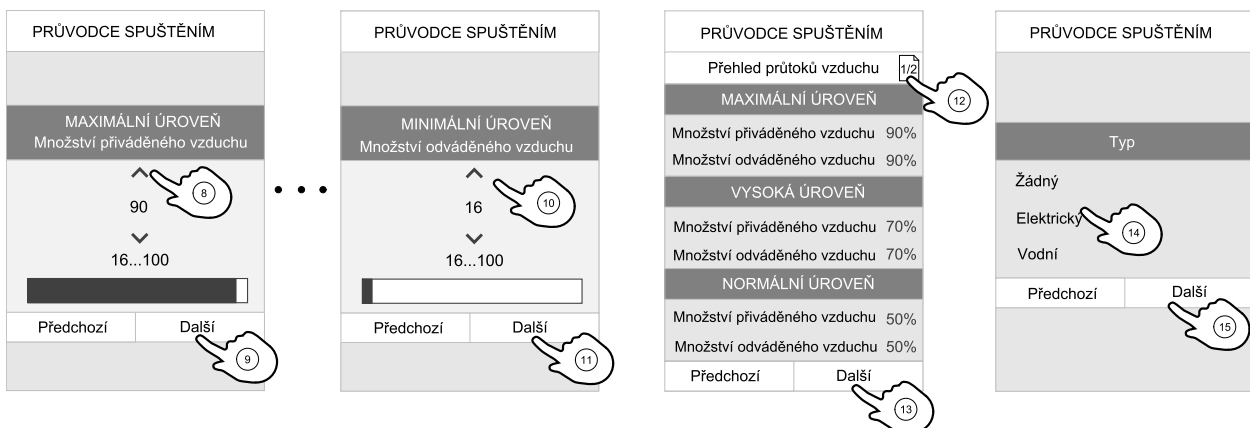 PRŮVODCE SPUŠTĚNÍM
MAXIMÁLNÍ ÚROVEŇ
Množství přiváděného vzduchu
8
90
16...100
Předchozí Další
9
PRŮVODCE SPUŠTĚNÍM
MINIMÁLNÍ ÚROVEŇ
Množství odváděného vzduchu
10
16
16...100
Předchozí Další
11
PRŮVODCE SPUŠTĚNÍM
Přehled průtoků vzduchu 1/2
12
MAXIMÁLNÍ ÚROVEŇ
Množství přiváděného vzduchu 90%
Množství odváděného vzduchu 90%
VYSOKÁ ÚROVEŇ
Množství přiváděného vzduchu 70%
Množství odváděného vzduchu 70%
NORMÁLNÍ ÚROVEŇ
Množství přiváděného vzduchu 50%
Množství odváděného vzduchu 50%
Předchozí Další
13
PRŮVODCE SPUŠTĚNÍM
Typ
Žádný
Elektrický
14
Vodní
Předchozí Další
15